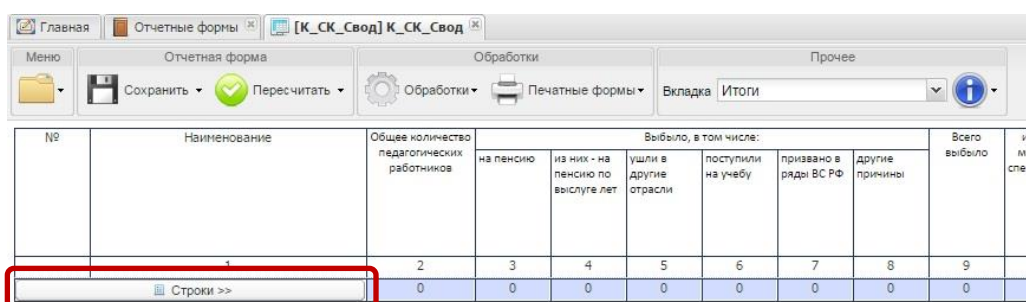 Главная Отчетные формы [К_СК_Свод] К_СК_Свод
Меню Отчетная форма Обработки Прочее
Сохранить Пересчитать Обработки Печатные формы Вкладка Итоги
№ Наименование Общее количество педагогических работников Выбыло, в том числе: Всего выбыло
на пенсию из них - на пенсию по выслуге лет ушли в другие отрасли поступили на учебу призвано в ряды ВС РФ другие причины
1 2 3 4 5 6 7 8 9
Строки >> 0 0 0 0 0 0 0 0